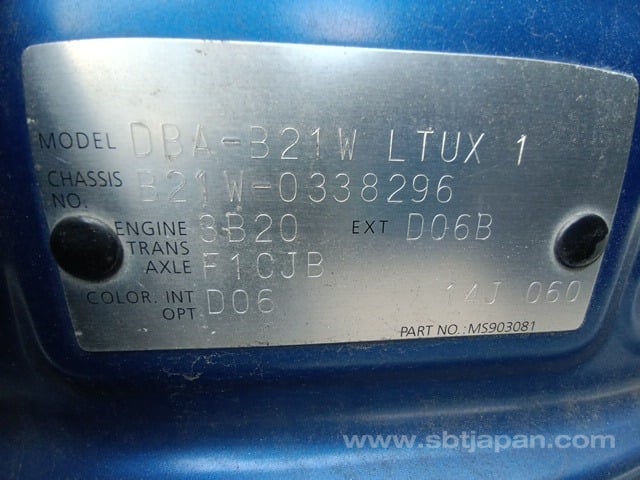 MODEL DBA-B21W LTUX 1
CHASSIS NO. B21W-0338296
ENGINE 3B20 EXT D06B
TRANS AXLE F1CJB
COLOR. INT OPT D06 14J 060
PART NO.: MS903081
www.sbtjapan.com